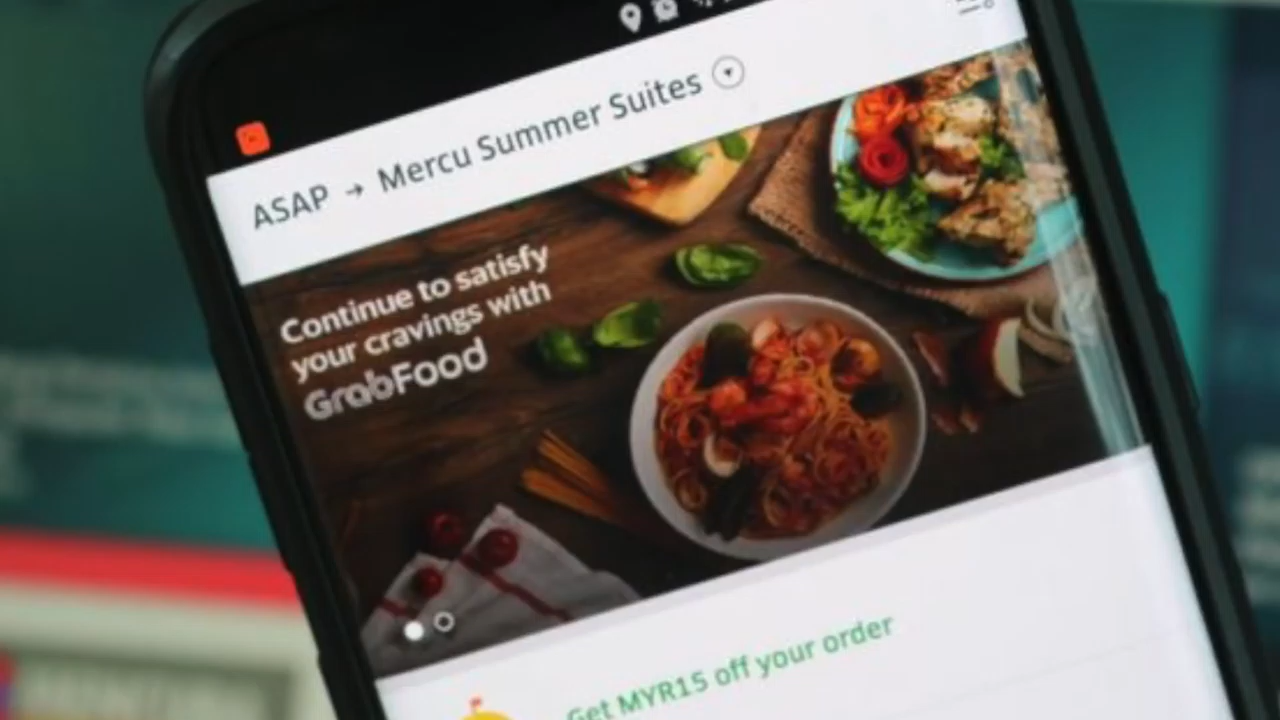 ASAP → Mercu Summer Suites
Continue to satisfy
your cravings with
GrabFood
Get MYR15 off your order